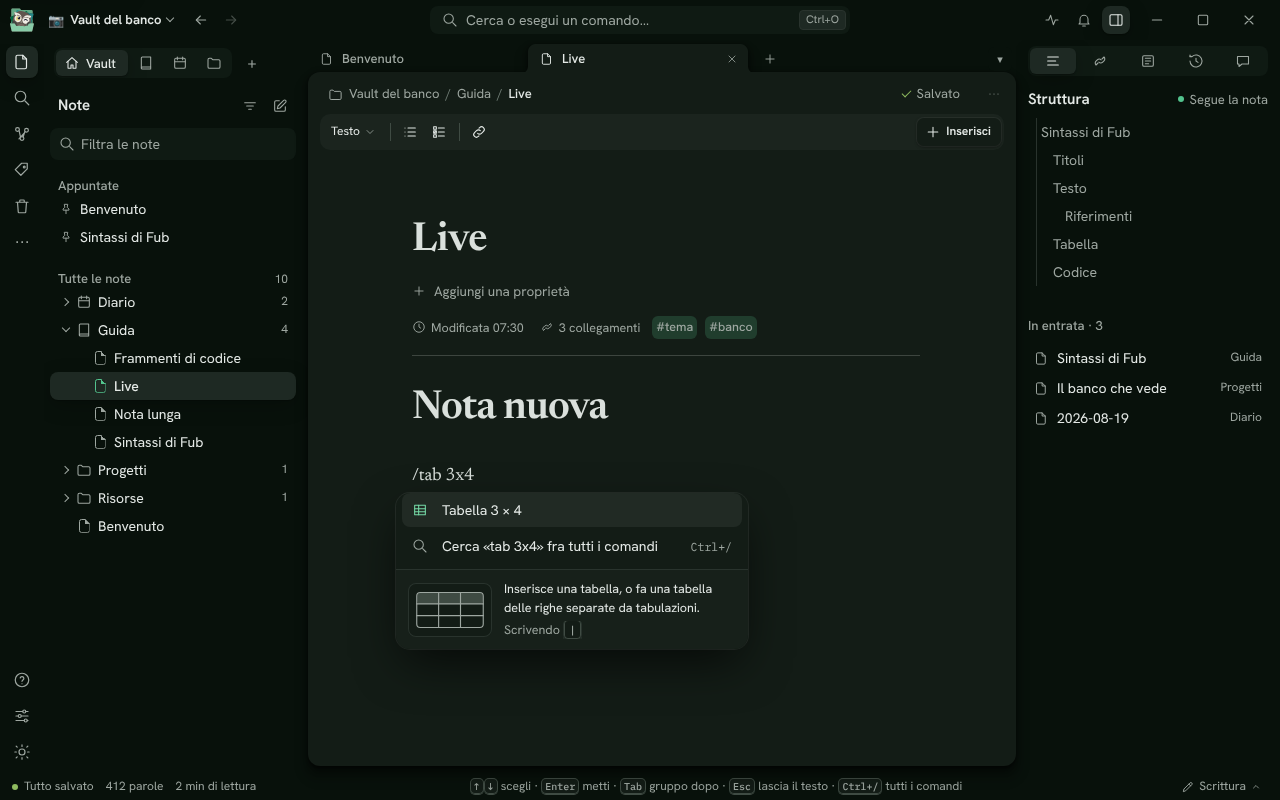 Vault del banco
Cerca o esegui un comando…
Ctrl+O
Vault
Benvenuto
Live
Note
Filtra le note
Appuntate
Benvenuto
Sintassi di Fub
Tutte le note 10
Diario 2
Guida 4
Frammenti di codice
Live
Nota lunga
Sintassi di Fub
Progetti 1
Risorse 1
Benvenuto
Vault del banco / Guida / Live
Salvato
Testo
Inserisci
Live
Aggiungi una proprietà
Modificata 07:30 3 collegamenti #tema #banco
Nota nuova
/tab 3x4
Tabella 3 × 4
Cerca «tab 3x4» fra tutti i comandi Ctrl+/
Inserisce una tabella, o fa una tabella
delle righe separate da tabulazioni.
Scrivendo |
Struttura
Segue la nota
Sintassi di Fub
Titoli
Testo
Riferimenti
Tabella
Codice
In entrata · 3
Sintassi di Fub Guida
Il banco che vede Progetti
2026-08-19 Diario
Tutto salvato 412 parole 2 min di lettura
↑ ↓ scegli · Enter metti · Tab gruppo dopo · Esc lascia il testo · Ctrl+/ tutti i comandi
Scrittura